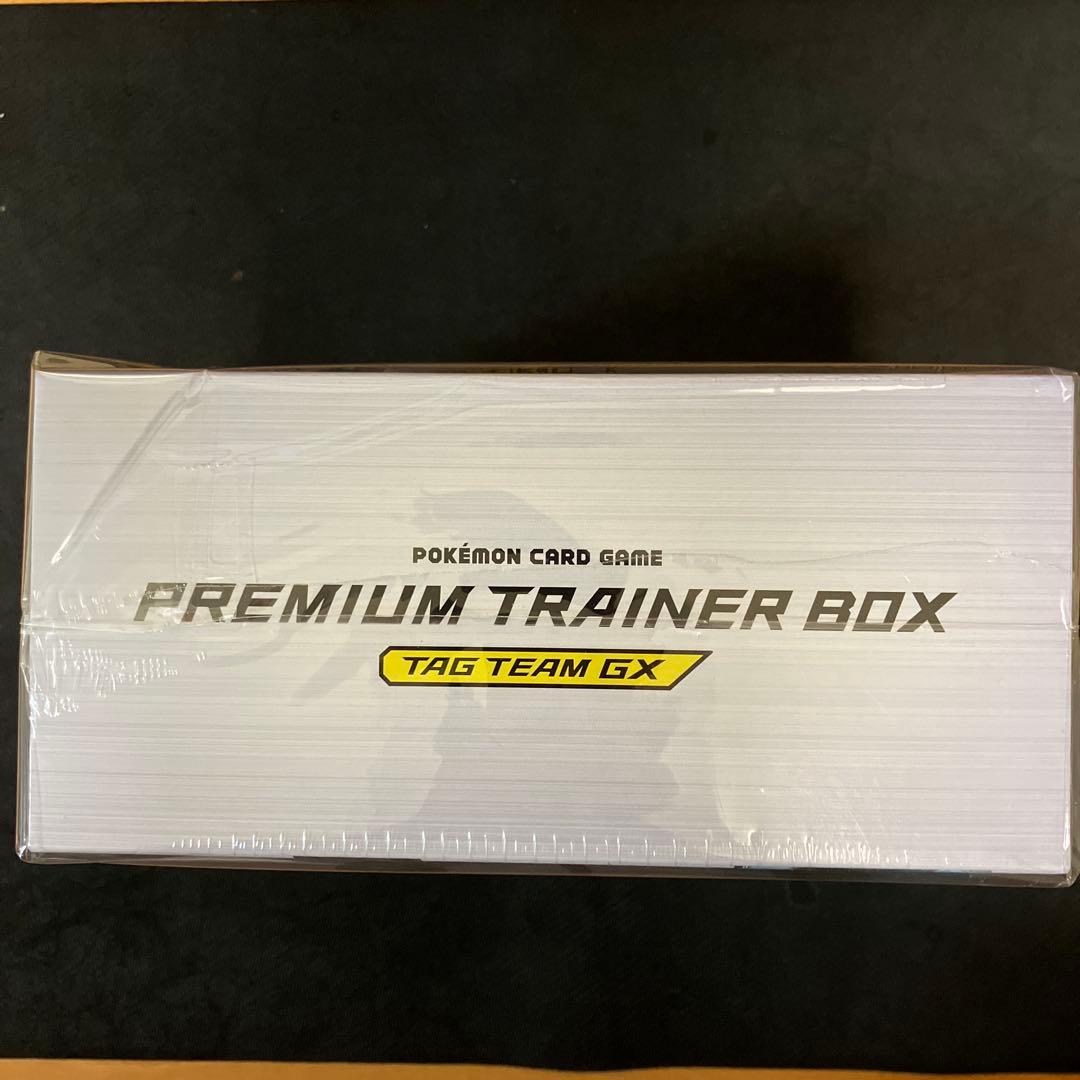 POKÉMON CARD GAME
PREMIUM TRAINER BOX
TAG TEAM GX